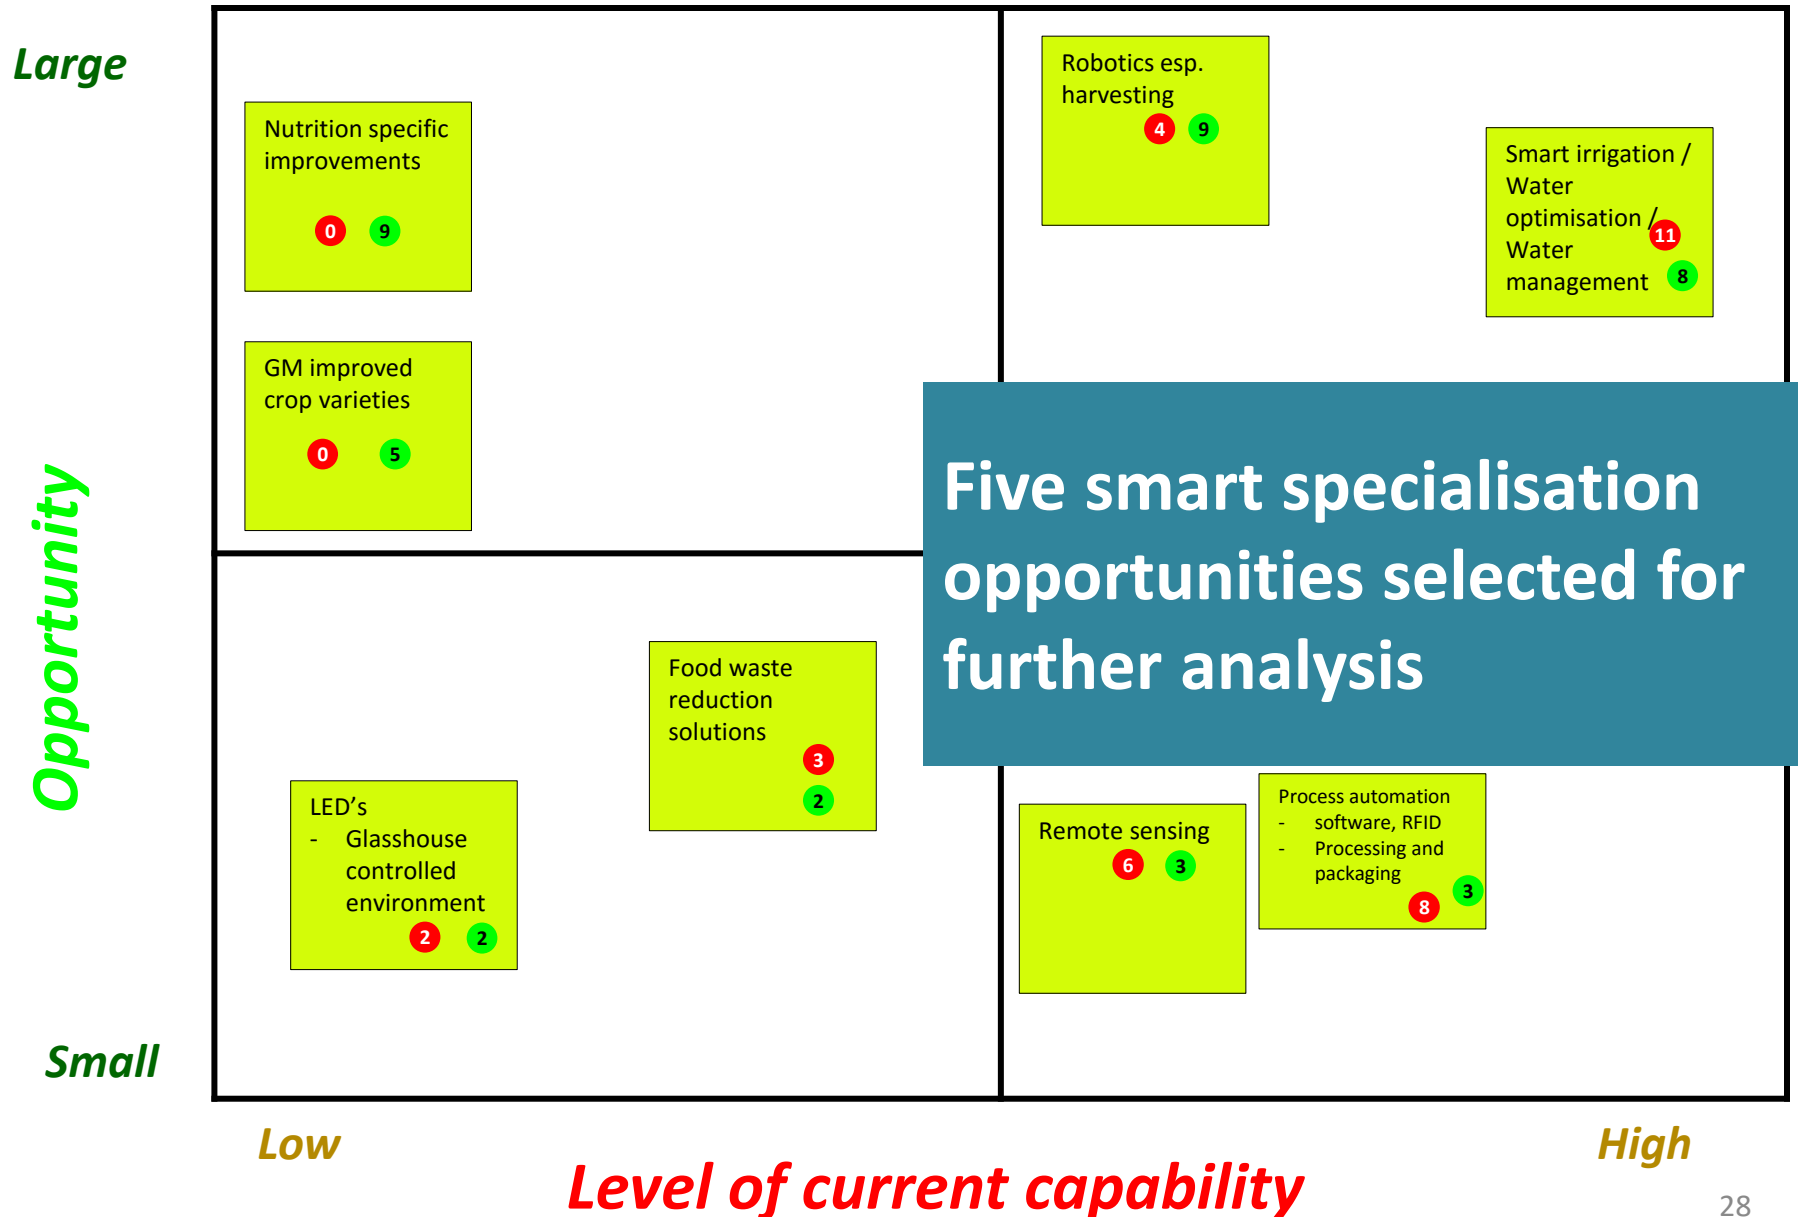 Large
Opportunity
Small
Nutrition specific
improvements
0 9
GM improved
crop varieties
0 5
Robotics esp.
harvesting
4 9
Smart irrigation /
Water
optimisation /
Water
management
11
8
Five smart specialisation
opportunities selected for
further analysis
Food waste
reduction
solutions
3
2
LED’s
- Glasshouse
controlled
environment
2 2
Remote sensing
6 3
Process automation
- software, RFID
- Processing and
packaging
8 3
Low
High
Level of current capability
28